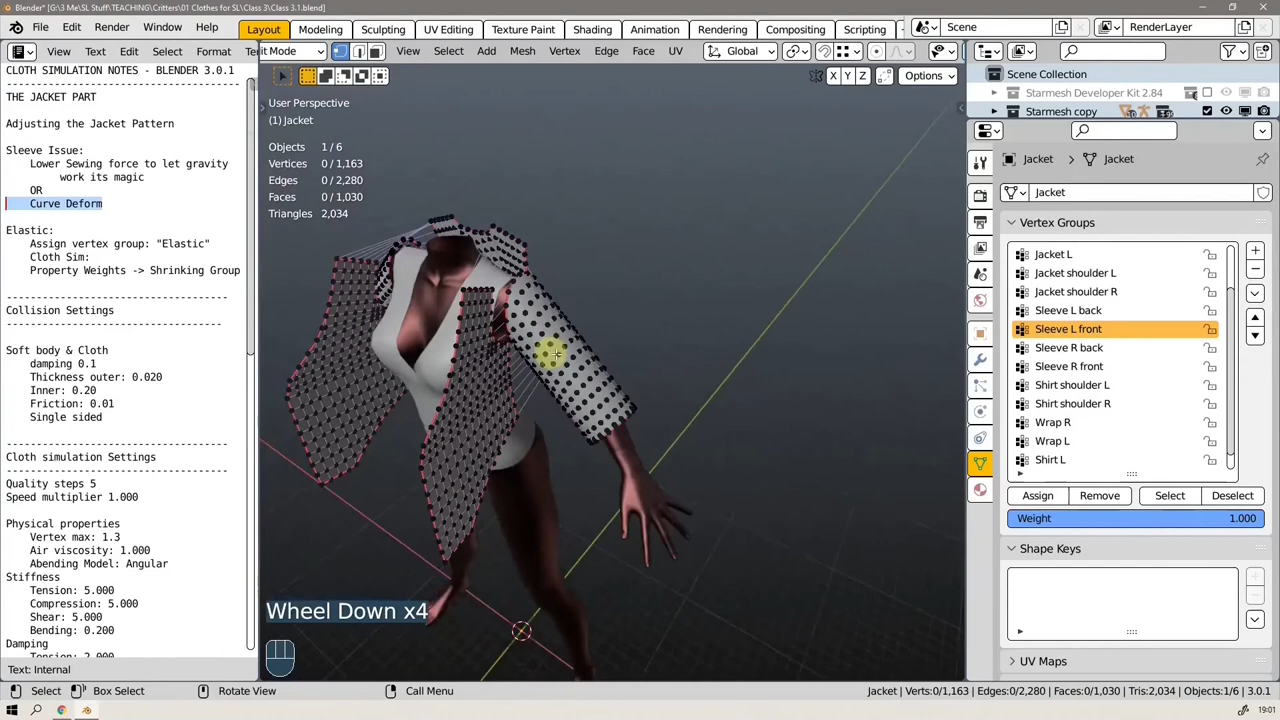 Blender* [G:\3 Me\SL Stuff\TEACHING\Critters\01 Clothes for SL\Class 3\Class 3.1.blend]
File Edit Render Window Help Layout Modeling Sculpting UV Editing Texture Paint Shading Animation Rendering Compositing Scripting Scene RenderLayer
View Text Edit Select Format it Mode View Select Add Mesh Vertex Edge Face UV Global
X Y Z Options
CLOTH SIMULATION NOTES - BLENDER 3.0.1
THE JACKET PART
Adjusting the Jacket Pattern
Sleeve Issue:
Lower Sewing force to let gravity
work its magic
OR
Curve Deform
Elastic:
Assign vertex group: "Elastic"
Cloth Sim:
Property Weights -> Shrinking Group
Collision Settings
Soft body & Cloth
damping 0.1
Thickness outer: 0.020
Inner: 0.20
Friction: 0.01
Single sided
Cloth simulation Settings
Quality steps 5
Speed multiplier 1.000
Physical properties
Vertex max: 1.3
Air viscosity: 1.000
Abending Model: Angular
Stiffness
Tension: 5.000
Compression: 5.000
Shear: 5.000
Bending: 0.200
Damping
Tension: 2.000
Text: Internal
User Perspective
(1) Jacket
Objects 1 / 6
Vertices 0 / 1,163
Edges 0 / 2,280
Faces 0 / 1,030
Triangles 2,034
Wheel Down x4
Scene Collection
Starmesh Developer Kit 2.84
Starmesh copy
Jacket Jacket
Jacket
Vertex Groups
Jacket L
Jacket shoulder L
Jacket shoulder R
Sleeve L back
Sleeve L front
Sleeve R back
Sleeve R front
Shirt shoulder L
Shirt shoulder R
Wrap R
Wrap L
Shirt L
Assign Remove Select Deselect
Weight 1.000
Shape Keys
UV Maps
Select Box Select Rotate View Call Menu Jacket | Verts:0/1,163 | Edges:0/2,280 | Faces:0/1,030 | Tris:2,034 | Objects:1/6 | 3.0.1
19:01